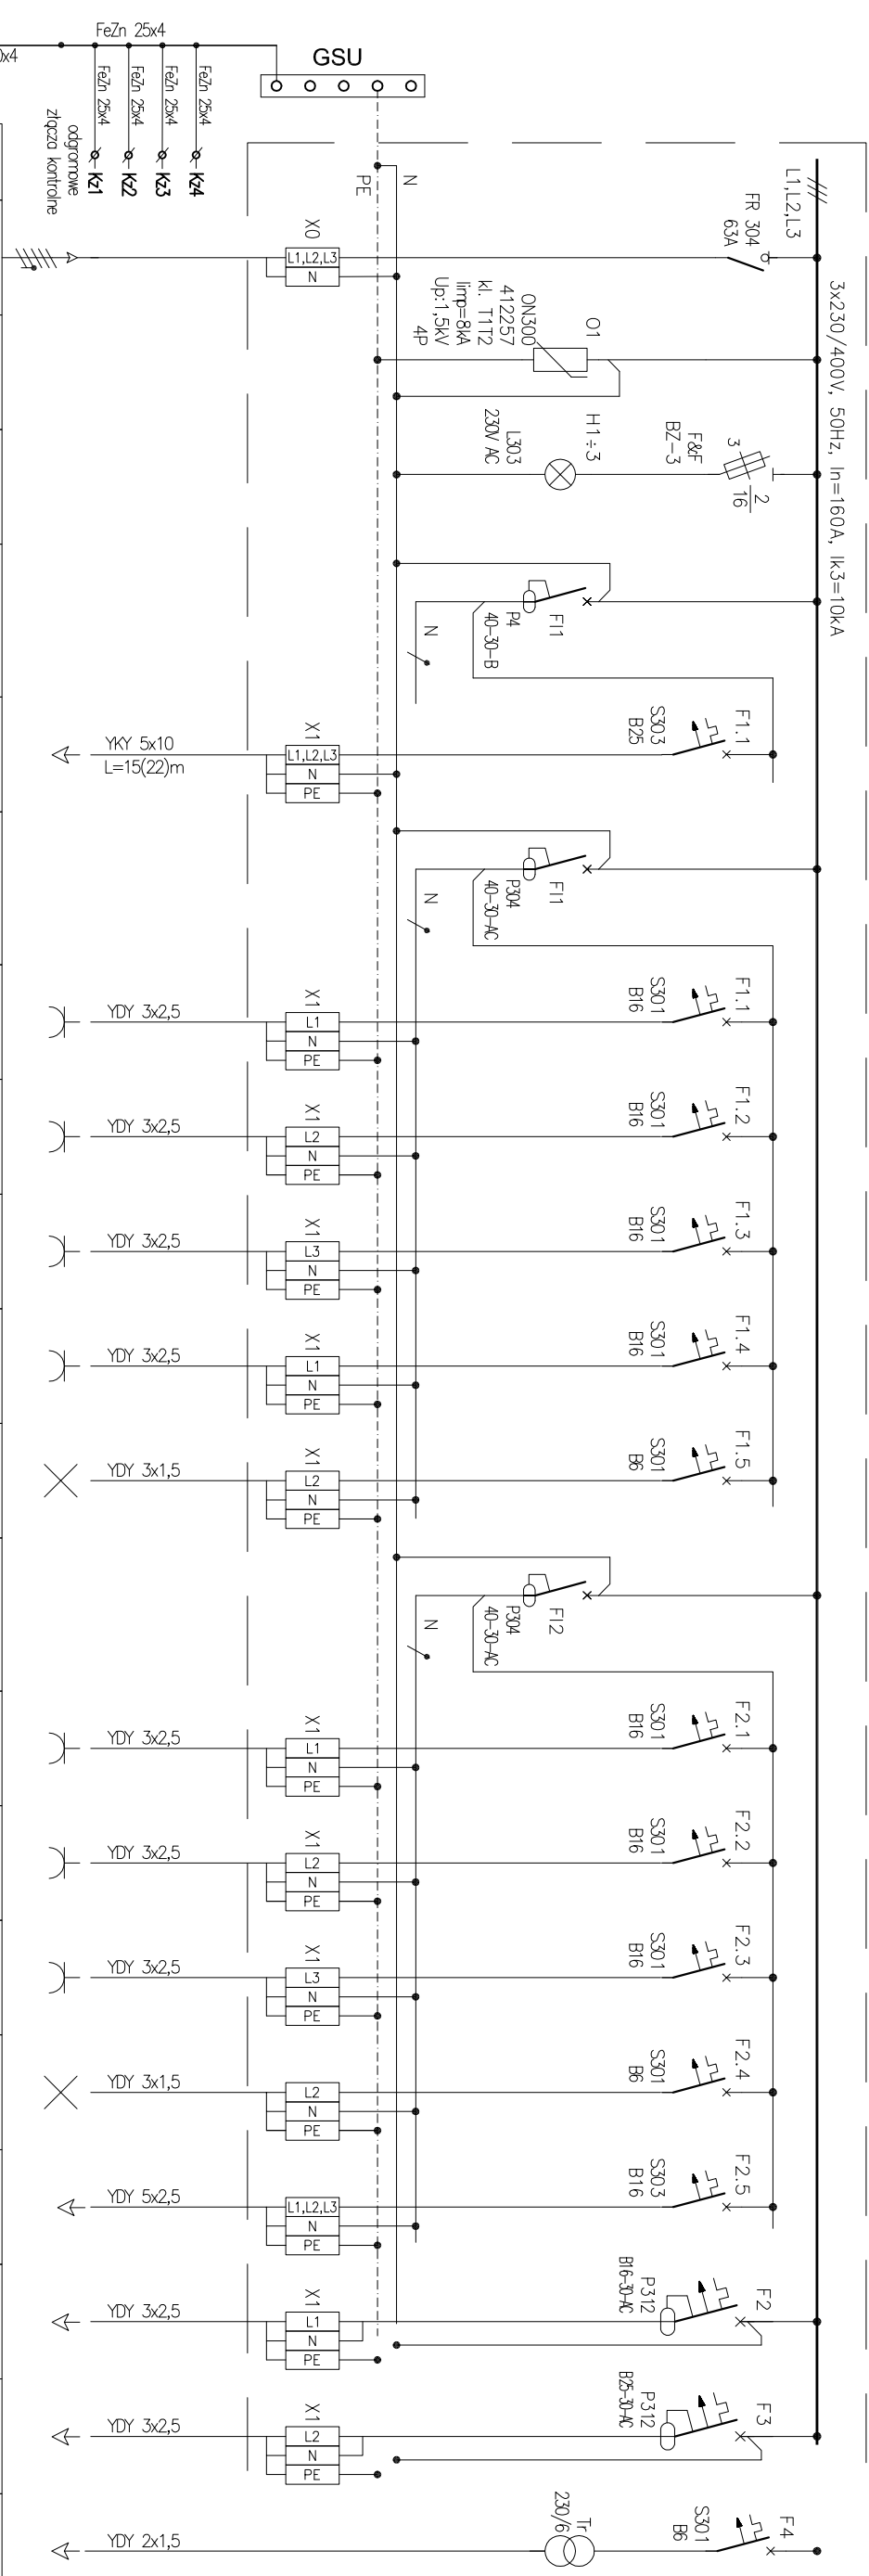 FeZn 25x4
GSU
FeZn 25x4
FeZn 25x4
FeZn 25x4
FeZn 25x4
Kz1
Kz2
Kz3
Kz4
odgromowe
złącza kontrolne
N
PE
L1,L2,L3
3x230/400V, 50Hz, In=160A, Ik3=10kA
FR 304
63A
X0
L1,L2,L3
N
O1
ON300
412257
kl. T1T2
Iimp=8kA
Up:1,5kV
4P
H1÷3
L303
230V AC
F&F
BZ-3
3
2
16
FI1
P4
40-30-B
N
F1.1
S303
B25
X1
L1,L2,L3
N
PE
YKY 5x10
L=15(22)m
FI1
P304
40-30-AC
N
F1.1
S301
B16
X1
L1
N
PE
YDY 3x2,5
F1.2
S301
B16
X1
L2
N
PE
YDY 3x2,5
F1.3
S301
B16
X1
L3
N
PE
YDY 3x2,5
F1.4
S301
B16
X1
L1
N
PE
YDY 3x2,5
F1.5
S301
B6
X1
L2
N
PE
YDY 3x1,5
FI2
P304
40-30-AC
N
F2.1
S301
B16
X1
L1
N
PE
YDY 3x2,5
F2.2
S301
B16
X1
L2
N
PE
YDY 3x2,5
F2.3
S301
B16
X1
L3
N
PE
YDY 3x2,5
F2.4
S301
B6
L2
N
PE
YDY 3x1,5
F2.5
S303
B16
L1,L2,L3
N
PE
YDY 5x2,5
F2
P312
B16-30-AC
X1
L1
N
PE
YDY 3x2,5
F3
P312
B25-30-AC
X1
L2
N
PE
YDY 3x2,5
F4
S301
B6
Tr
230/6
YDY 2x1,5